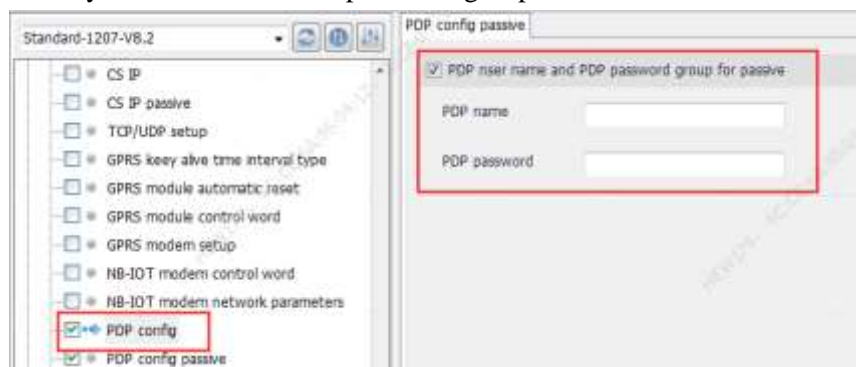 Standard-1207-V8.2
CS IP
CS IP passive
TCP/UDP setup
GPRS keey alive time interval type
GPRS module automatic reset
GPRS module control word
GPRS modem setup
NB-IOT modem control word
NB-IOT modem network parameters
PDP config
PDP config passive
PDP config passive
PDP nser name and PDP password group for passive
PDP name
PDP password